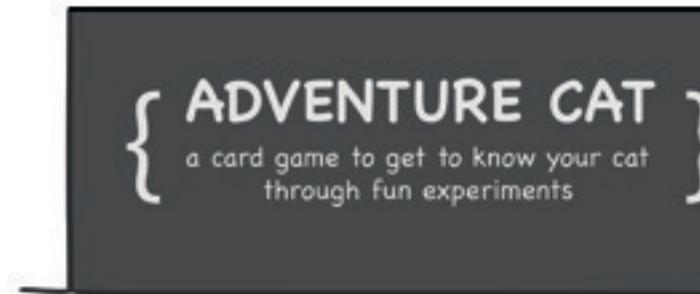 { ADVENTURE CAT }
a card game to get to know your cat
through fun experiments